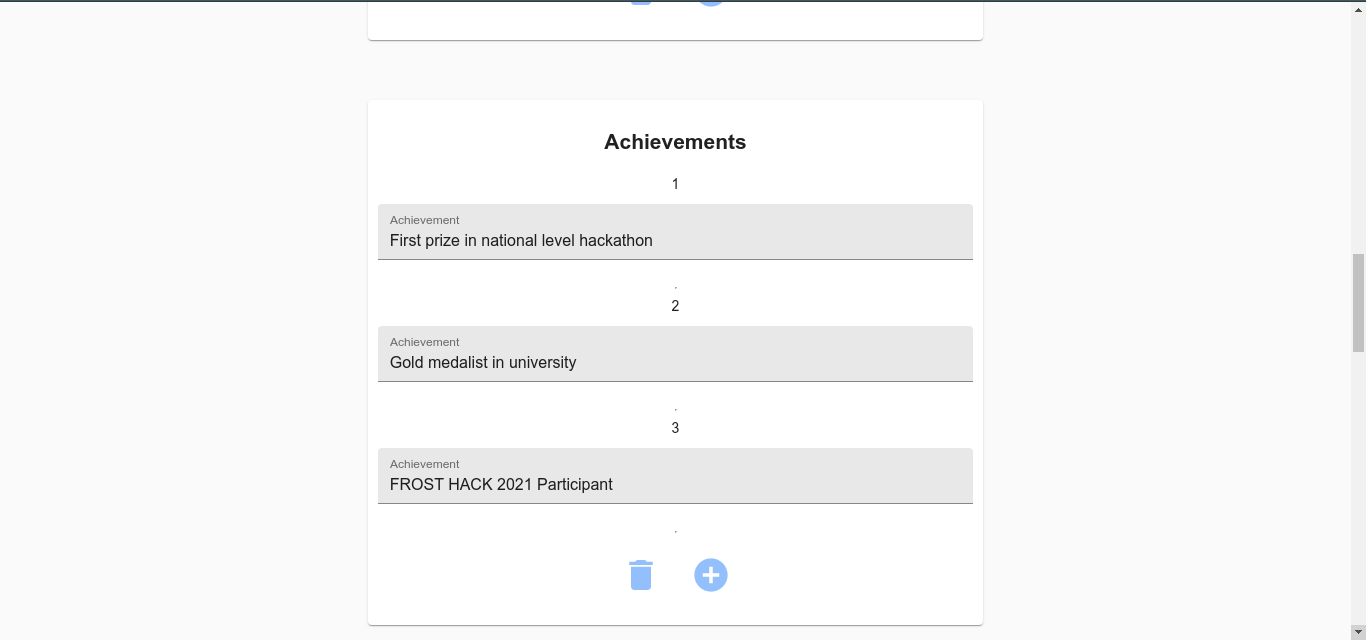 Achievements
1
Achievement
First prize in national level hackathon
.
2
Achievement
Gold medalist in university
.
3
Achievement
FROST HACK 2021 Participant
.